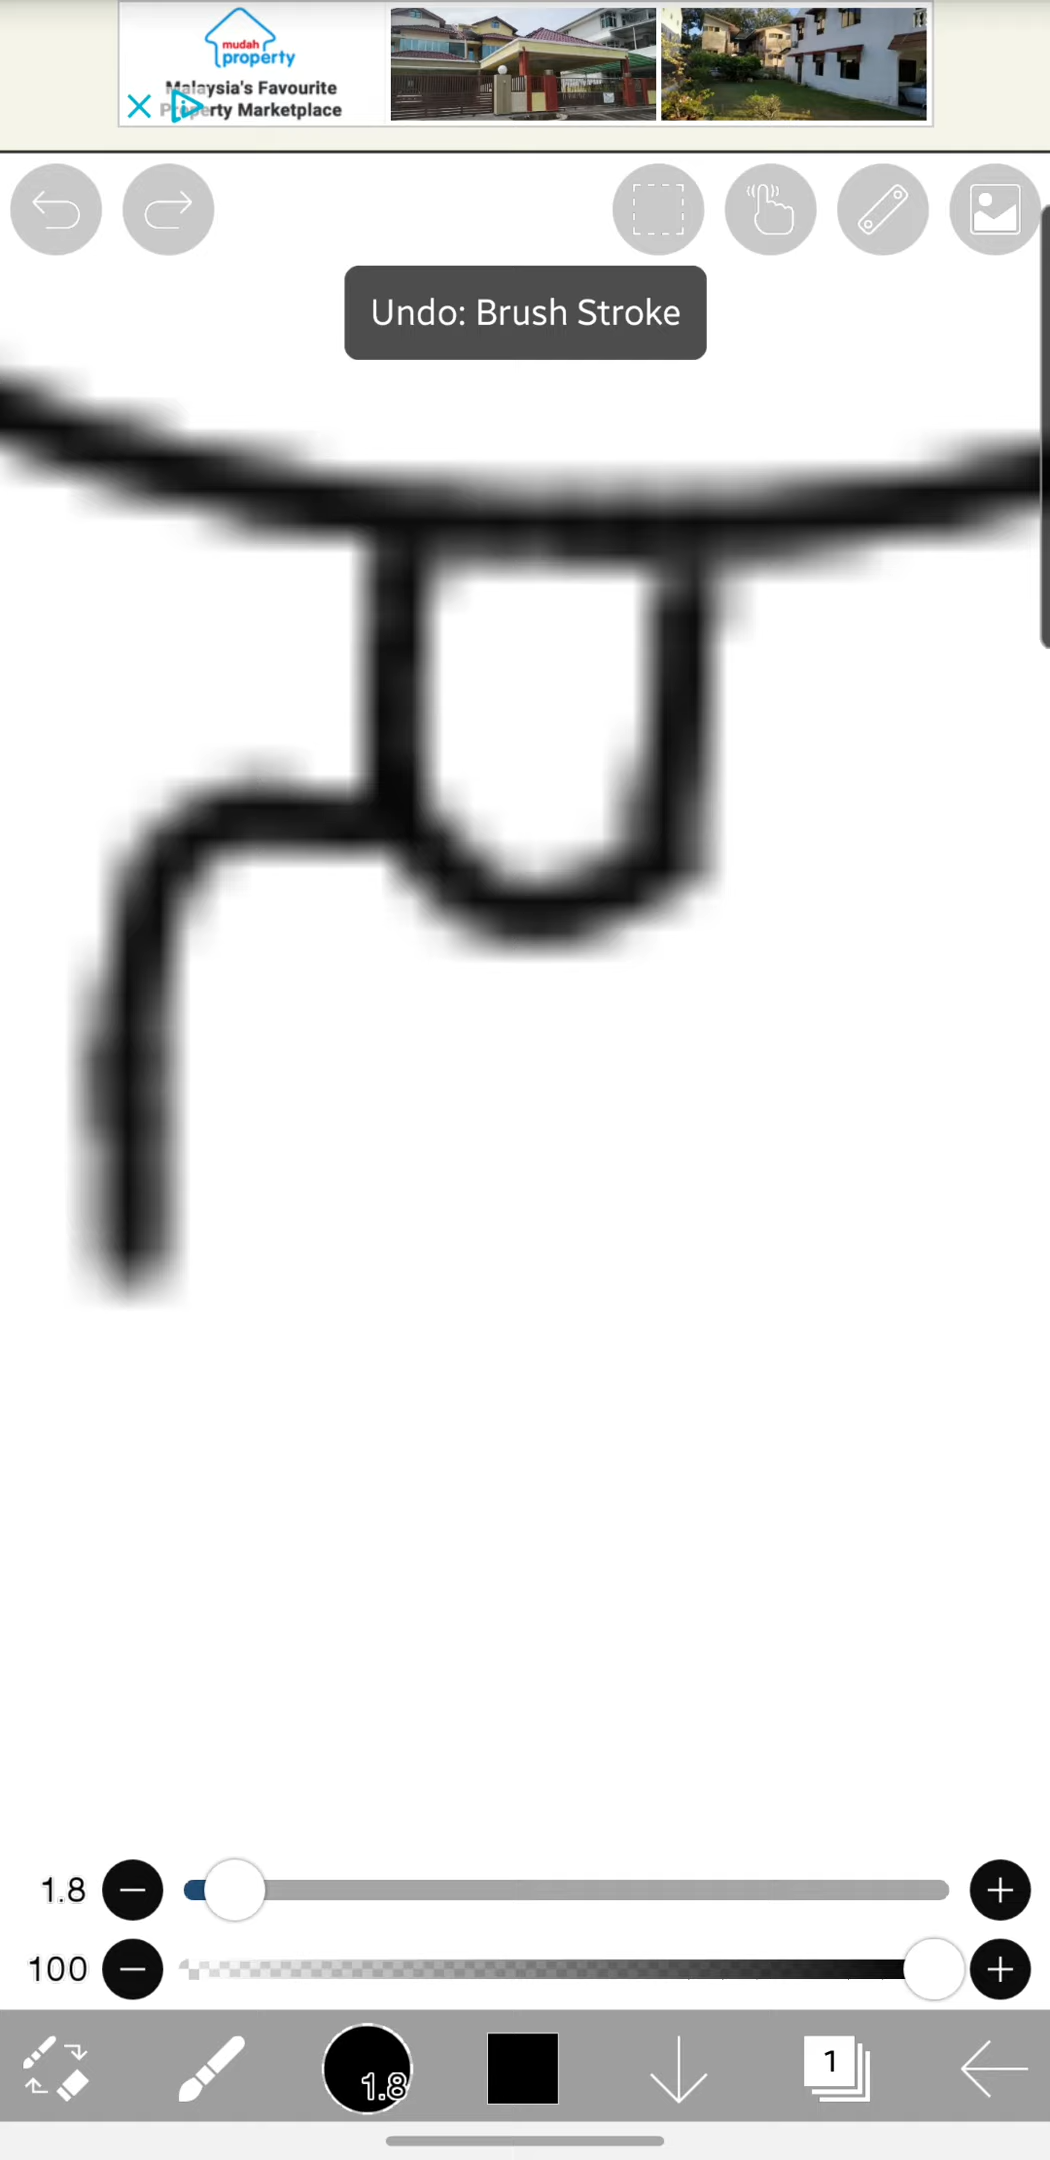 mudah
property
Malaysia's Favourite
Property Marketplace
Undo: Brush Stroke
1.8
100
1.8
1